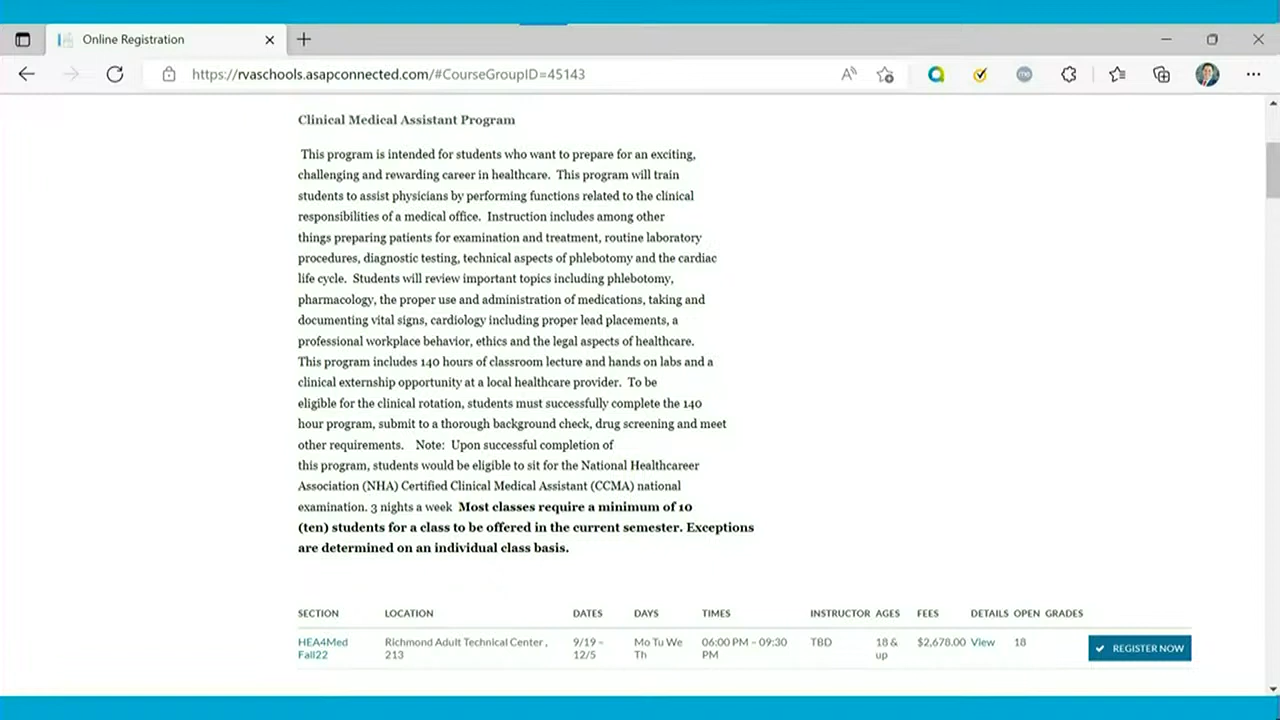 Online Registration
https://rvaschools.asapconnected.com/#CourseGroupID=45143
Clinical Medical Assistant Program
This program is intended for students who want to prepare for an exciting,
challenging and rewarding career in healthcare. This program will train
students to assist physicians by performing functions related to the clinical
responsibilities of a medical office. Instruction includes among other
things preparing patients for examination and treatment, routine laboratory
procedures, diagnostic testing, technical aspects of phlebotomy and the cardiac
life cycle. Students will review important topics including phlebotomy,
pharmacology, the proper use and administration of medications, taking and
documenting vital signs, cardiology including proper lead placements, a
professional workplace behavior, ethics and the legal aspects of healthcare.
This program includes 140 hours of classroom lecture and hands on labs and a
clinical externship opportunity at a local healthcare provider. To be
eligible for the clinical rotation, students must successfully complete the 140
hour program, submit to a thorough background check, drug screening and meet
other requirements. Note: Upon successful completion of
this program, students would be eligible to sit for the National Healthcareer
Association (NHA) Certified Clinical Medical Assistant (CCMA) national
examination. 3 nights a week Most classes require a minimum of 10
(ten) students for a class to be offered in the current semester. Exceptions
are determined on an individual class basis.
SECTION LOCATION DATES DAYS TIMES INSTRUCTOR AGES FEES DETAILS OPEN GRADES
HEA4Med Richmond Adult Technical Center , 9/19 – Mo Tu We 06:00 PM – 09:30 TBD 18 & $2,678.00 View 18 REGISTER NOW
Fall22 213 12/5 Th PM up